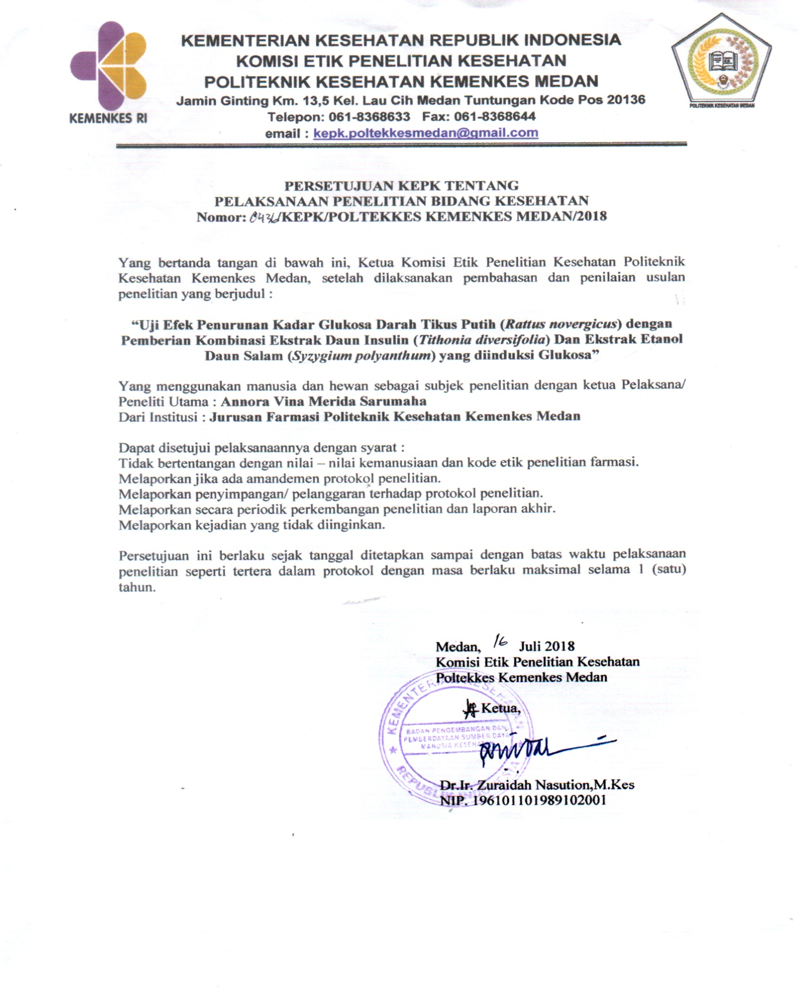 KEMENTERIAN KESEHATAN REPUBLIK INDONESIA
KOMISI ETIK PENELITIAN KESEHATAN
POLITEKNIK KESEHATAN KEMENKES MEDAN
Jamin Ginting Km. 13,5 Kel. Lau Cih Medan Tuntungan Kode Pos 20136
Telepon: 061-8368633 Fax: 061-8368644
email : kepk.poltekkesmedan@gmail.com
KEMENKES RI
POLITEKNIK KESEHATAN MEDAN
PERSETUJUAN KEPK TENTANG
PELAKSANAAN PENELITIAN BIDANG KESEHATAN
Nomor: /KEPK/POLTEKKES KEMENKES MEDAN/2018
Yang bertanda tangan di bawah ini, Ketua Komisi Etik Penelitian Kesehatan Politeknik
Kesehatan Kemenkes Medan, setelah dilaksanakan pembahasan dan penilaian usulan
penelitian yang berjudul :
“Uji Efek Penurunan Kadar Glukosa Darah Tikus Putih (Rattus novergicus) dengan
Pemberian Kombinasi Ekstrak Daun Insulin (Tithonia diversifolia) Dan Ekstrak Etanol
Daun Salam (Syzygium polyanthum) yang diinduksi Glukosa”
Yang menggunakan manusia dan hewan sebagai subjek penelitian dengan ketua Pelaksana/
Peneliti Utama : Annora Vina Merida Sarumaha
Dari Institusi : Jurusan Farmasi Politeknik Kesehatan Kemenkes Medan
Dapat disetujui pelaksanaannya dengan syarat :
Tidak bertentangan dengan nilai – nilai kemanusiaan dan kode etik penelitian farmasi.
Melaporkan jika ada amandemen protokol penelitian.
Melaporkan penyimpangan/ pelanggaran terhadap protokol penelitian.
Melaporkan secara periodik perkembangan penelitian dan laporan akhir.
Melaporkan kejadian yang tidak diinginkan.
Persetujuan ini berlaku sejak tanggal ditetapkan sampai dengan batas waktu pelaksanaan
penelitian seperti tertera dalam protokol dengan masa berlaku maksimal selama 1 (satu)
tahun.
Medan, 16 Juli 2018
Komisi Etik Penelitian Kesehatan
Poltekkes Kemenkes Medan
Ketua,
KEMENTERIAN KESEHATAN
BADAN PENGEMBANGAN DAN
PEMBERDAYAAN SUMBER DAYA
MANUSIA KESEHATAN
REPUBLIK INDONESIA
Dr.Ir. Zuraidah Nasution,M.Kes
NIP. 196101101989102001